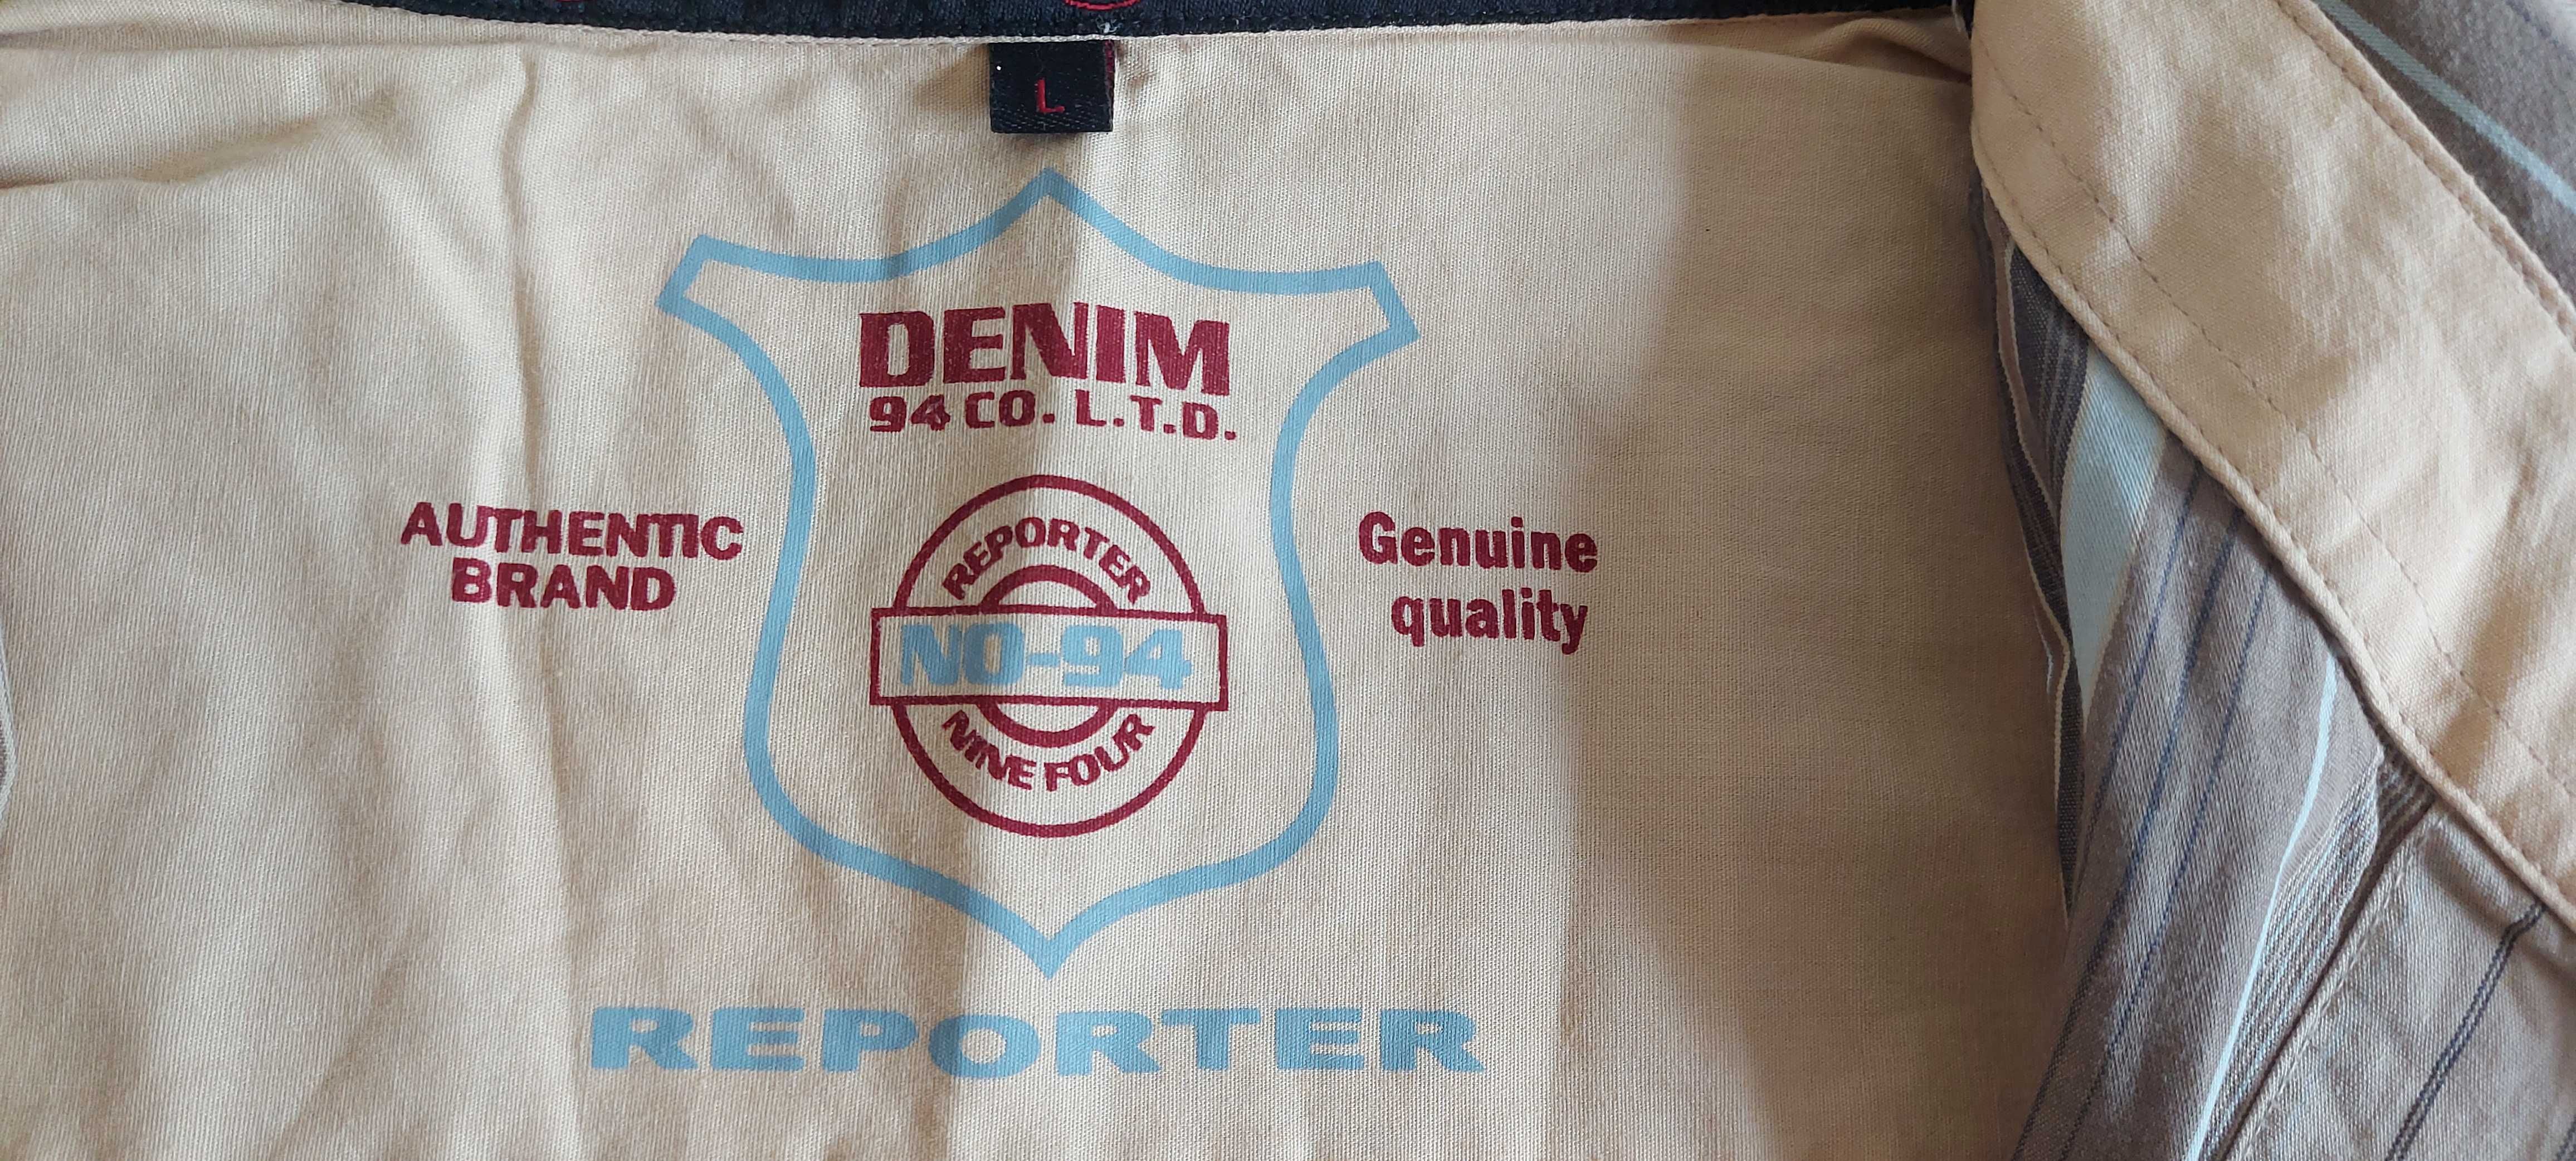 L
DENIM
94 CO. L.T.D.
AUTHENTIC
BRAND
REPORTER
NO-94
NINE FOUR
Genuine
quality
REPORTER